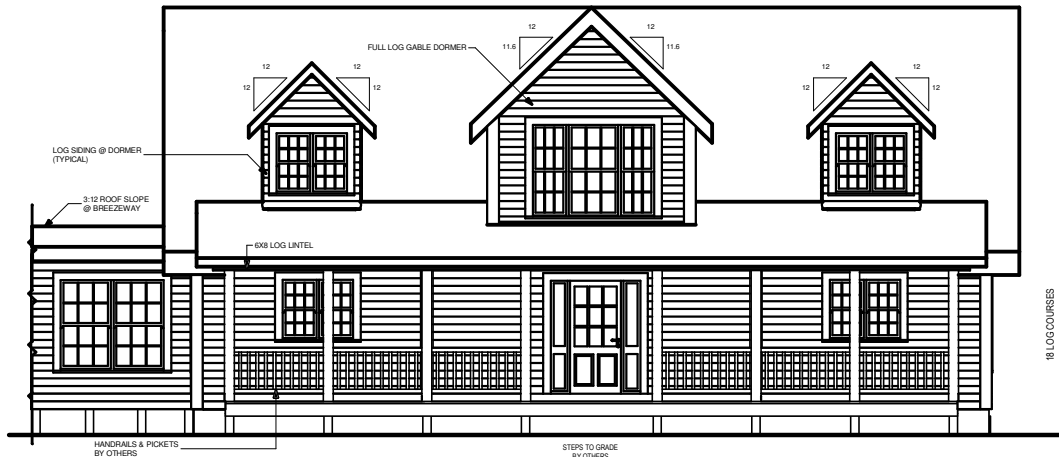 12
11.6
12
11.6
FULL LOG GABLE DORMER
12
12
12
12
12
12
12
12
LOG SIDING @ DORMER
(TYPICAL)
3:12 ROOF SLOPE
@ BREEZEWAY
6X8 LOG LINTEL
18 LOG COURSES
HANDRAILS & PICKETS
BY OTHERS
STEPS TO GRADE
BY OTHERS